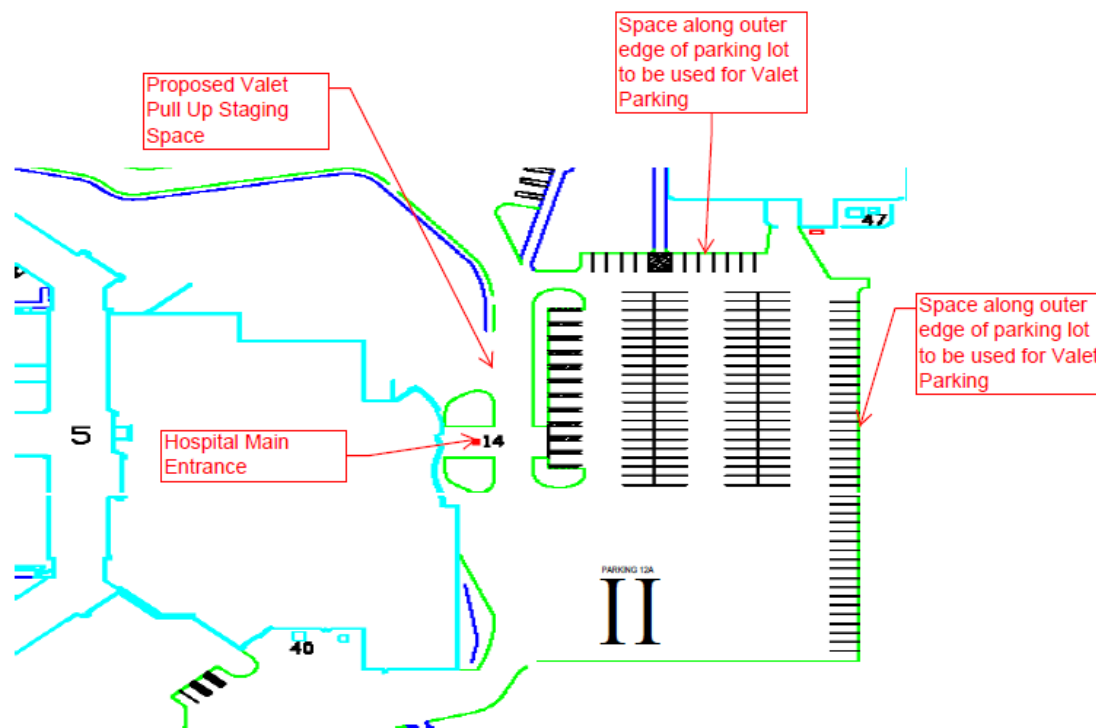 Space along outer
edge of parking lot
to be used for Valet
Parking
Proposed Valet
Pull Up Staging
Space
47
Space along outer
edge of parking lot
to be used for Valet
Parking
5
Hospital Main
Entrance
14
PARKING 12A
II
40